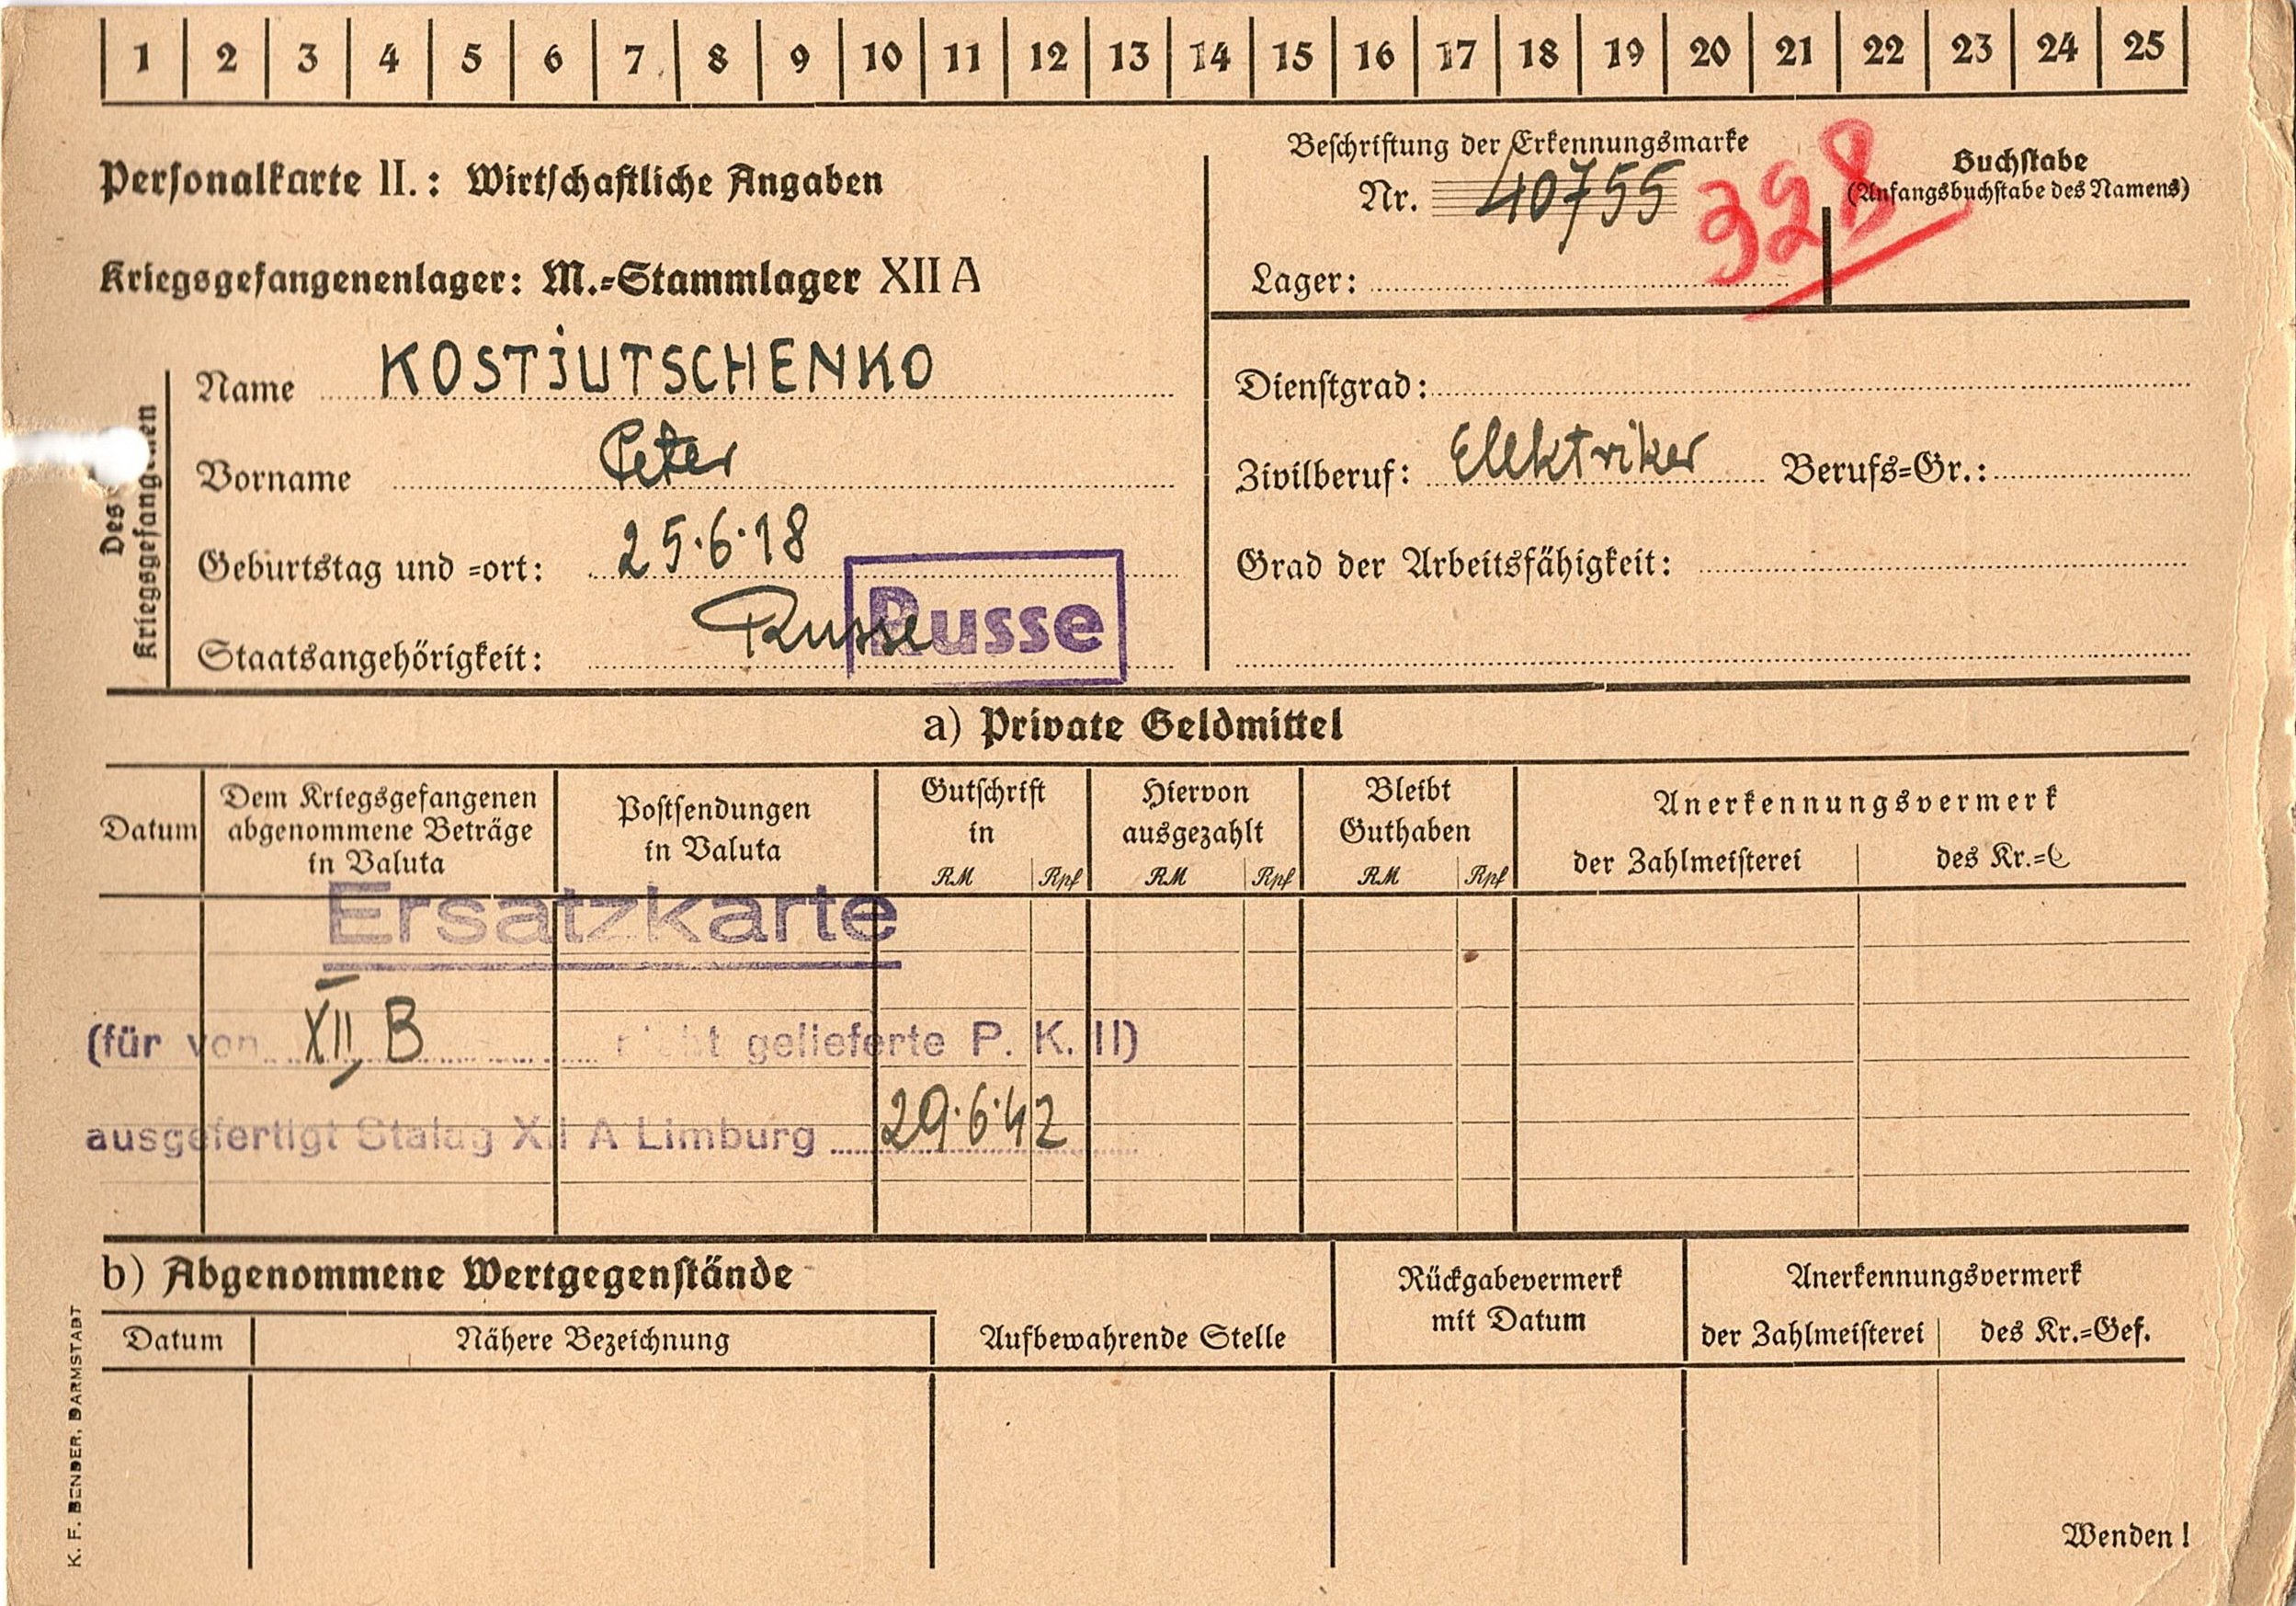 1 2 3 4 5 6 7 8 9 10 11 12 13 14 15 16 17 18 19 20 21 22 23 24 25
Personalkarte II.: Wirtschaftliche Angaben
Kriegsgefangenenlager: M.-Stammlager XII A
Beschriftung der Erkennungsmarke
Nr. 40755
Lager:
328
Buchstabe
(Anfangsbuchstabe des Namens)
Des Kriegsgefangenen
Name KOSTJUTSCHENKO
Vorname Peter
Geburtstag und -ort: 25.6.18
Staatsangehörigkeit: Russe
Russe
Dienstgrad:
Zivilberuf: Elektriker Berufs-Gr.:
Grad der Arbeitsfähigkeit:
a) Private Geldmittel
Datum
Dem Kriegsgefangenen
abgenommene Beträge
in Valuta
Postsendungen
in Valuta
Gutschrift
in
RM Rpf
Hiervon
ausgezahlt
RM Rpf
Bleibt
Guthaben
RM Rpf
Anerkennungsvermerk
der Zahlmeisterei des Kr.-G
Ersatzkarte
(für von XII B nicht gelieferte P. K. II)
ausgefertigt Stalag XII A Limburg 29.6.42
b) Abgenommene Wertgegenstände
Datum
Nähere Bezeichnung
Aufbewahrende Stelle
Rückgabevermerk
mit Datum
Anerkennungsvermerk
der Zahlmeisterei des Kr.-Gef.
Wenden!
K. F. BENDER, DARMSTADT